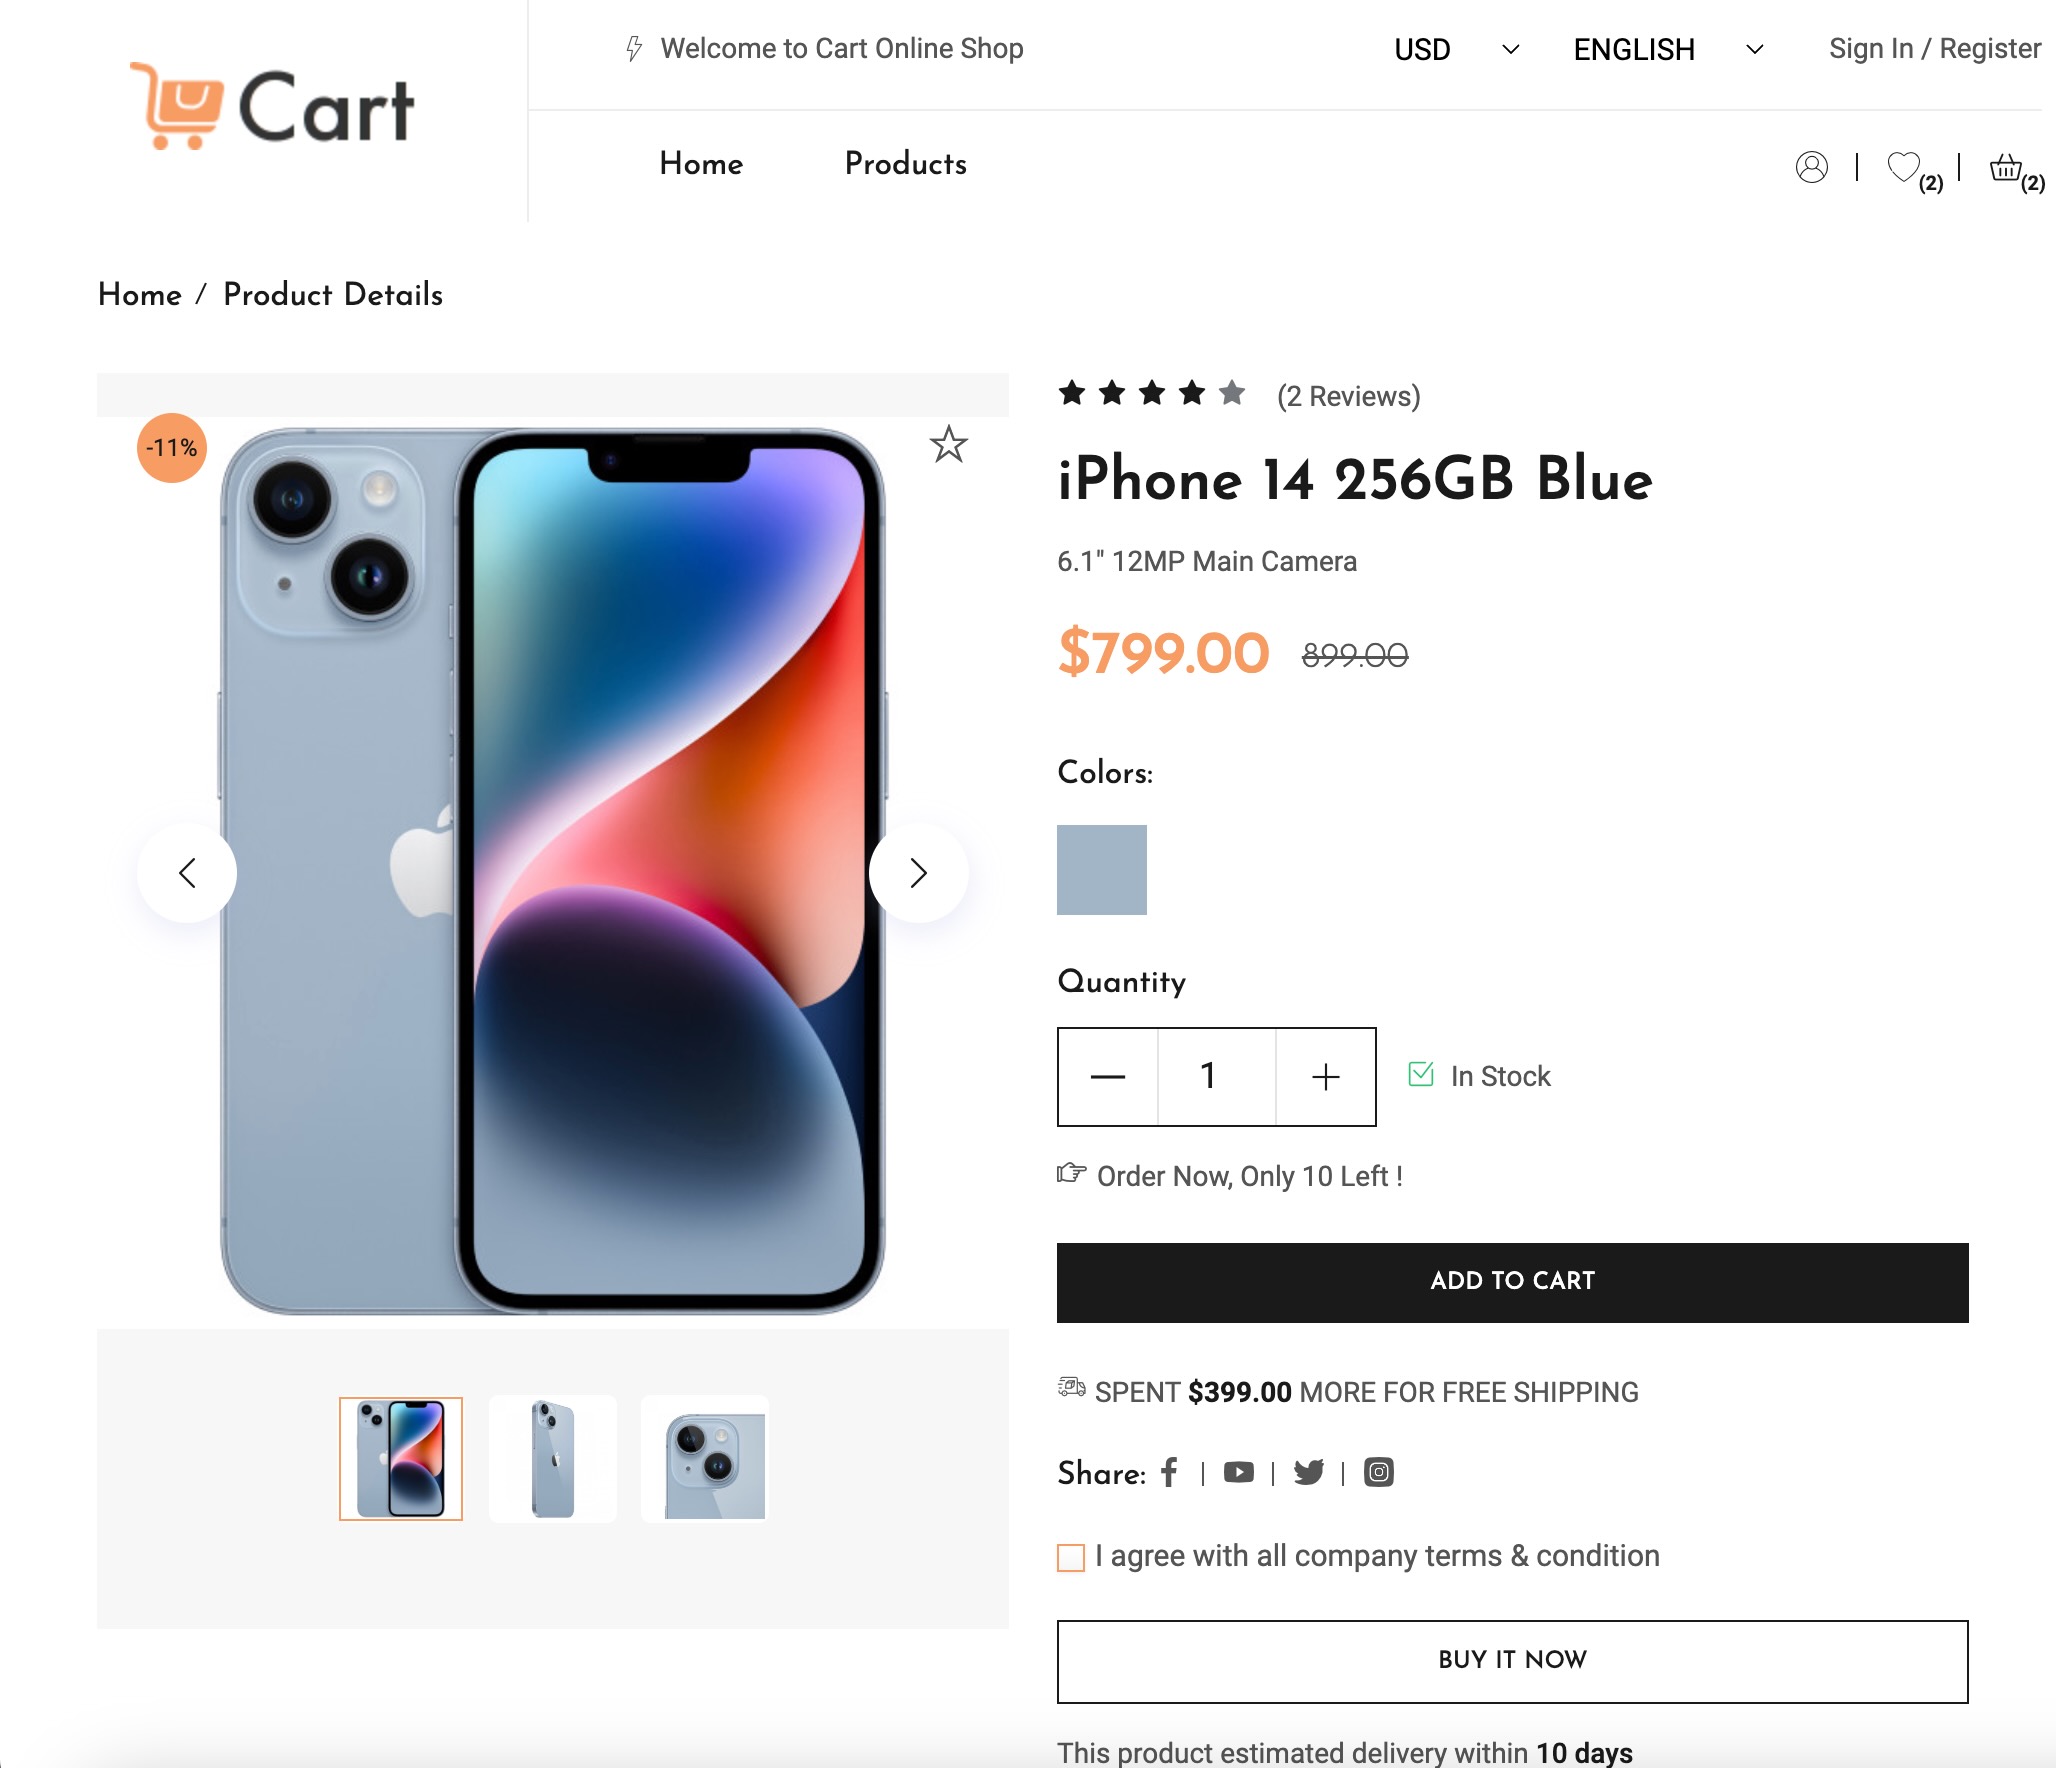 Cart
Welcome to Cart Online Shop
USD
ENGLISH
Sign In / Register
Home
Products
(2)
(2)
Home / Product Details
-11%
(2 Reviews)
iPhone 14 256GB Blue
6.1" 12MP Main Camera
$799.00 899.00
Colors:
Quantity
1
In Stock
Order Now, Only 10 Left !
ADD TO CART
SPENT $399.00 MORE FOR FREE SHIPPING
Share:
I agree with all company terms & condition
BUY IT NOW
This product estimated delivery within 10 days